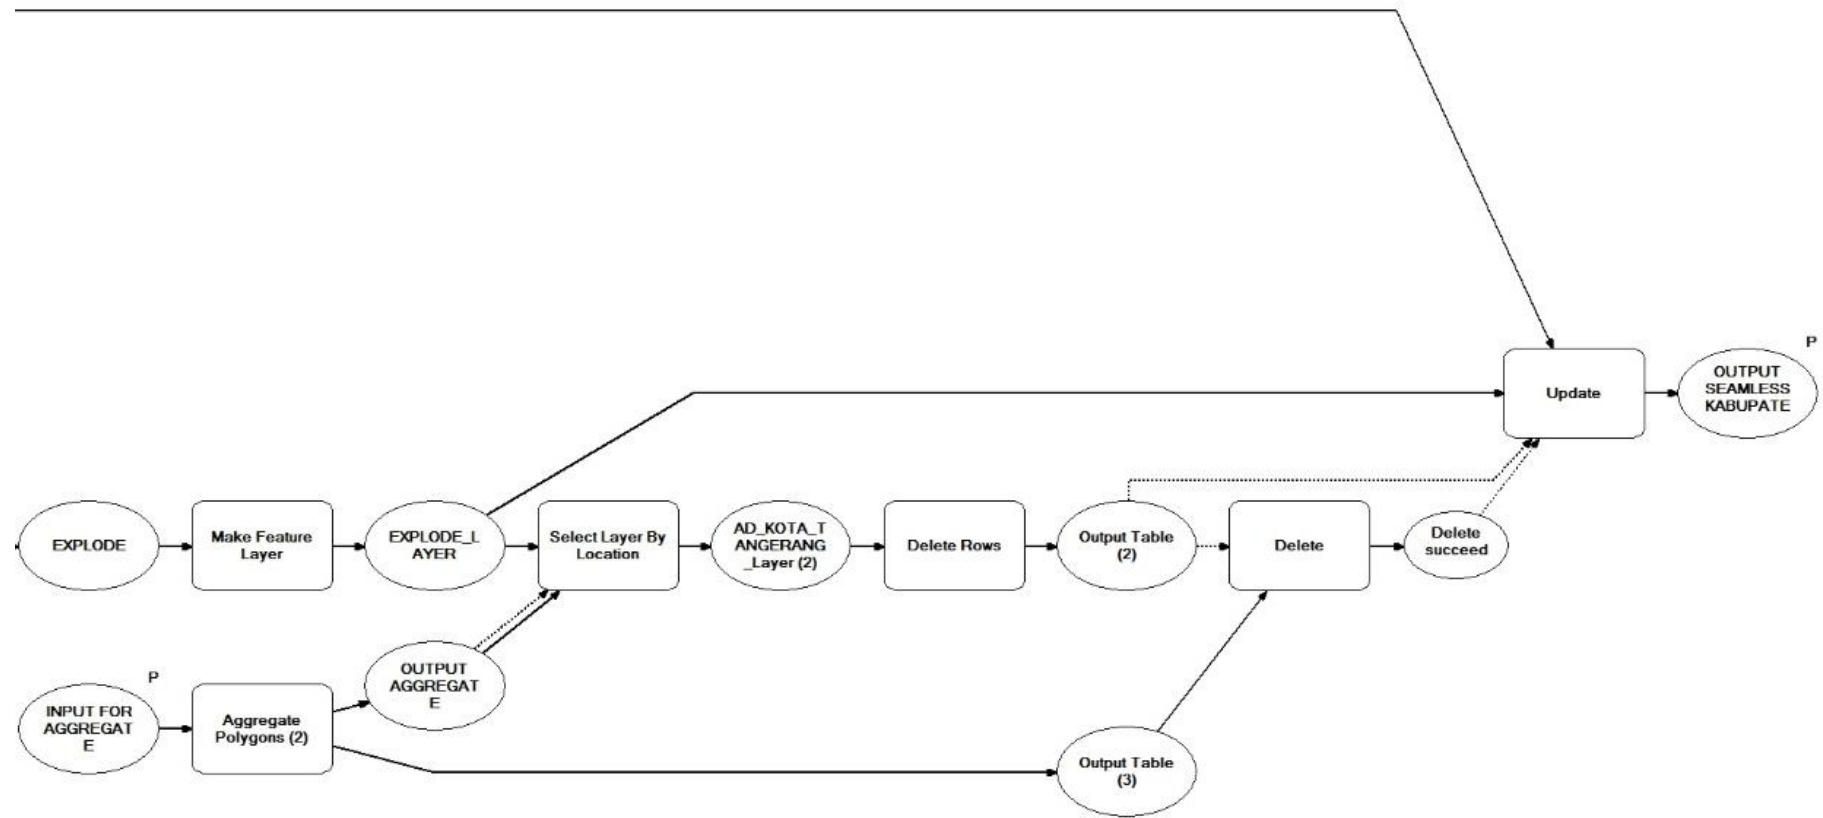 P
OUTPUT
SEAMLESS
KABUPATE
Update
EXPLODE
Make Feature
Layer
EXPLODE_L
AYER
Select Layer By
Location
AD_KOTA_T
ANGERANG
_Layer (2)
Delete Rows
Output Table
(2)
Delete
Delete
succeed
OUTPUT
AGGREGAT
E
P
INPUT FOR
AGGREGAT
E
Aggregate
Polygons (2)
Output Table
(3)